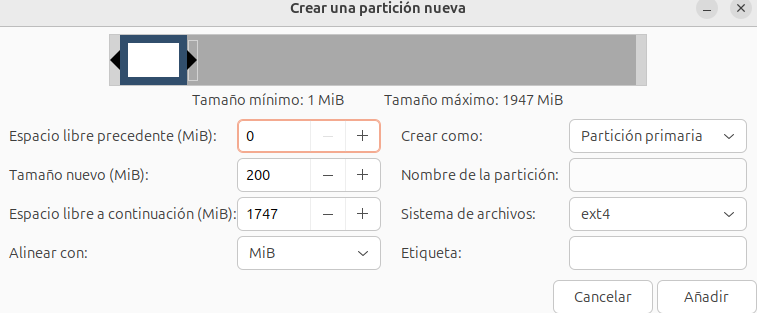 Crear una partición nueva
Tamaño mínimo: 1 MiB Tamaño máximo: 1947 MiB
Espacio libre precedente (MiB): 0 Crear como: Partición primaria
Tamaño nuevo (MiB): 200 Nombre de la partición:
Espacio libre a continuación (MiB): 1747 Sistema de archivos: ext4
Alinear con: MiB Etiqueta:
Cancelar Añadir